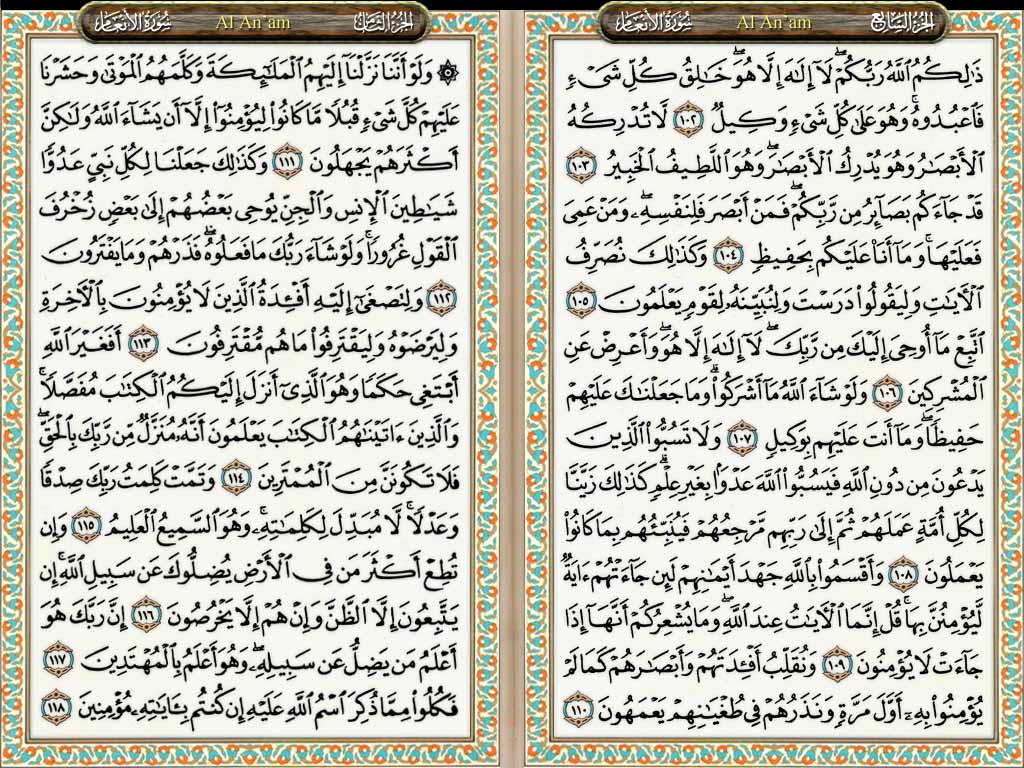 الجزء السابع Al An'am سورة الأنعام
ذَٰلِكُمُ ٱللَّهُ رَبُّكُمْ ۖ لَآ إِلَٰهَ إِلَّا هُوَ ۖ خَٰلِقُ كُلِّ شَىْءٍ
فَٱعْبُدُوهُ ۚ وَهُوَ عَلَىٰ كُلِّ شَىْءٍ وَكِيلٌ ١٠٢ لَّا تُدْرِكُهُ
ٱلْأَبْصَٰرُ وَهُوَ يُدْرِكُ ٱلْأَبْصَٰرَ ۖ وَهُوَ ٱللَّطِيفُ ٱلْخَبِيرُ ١٠٣
قَدْ جَآءَكُم بَصَآئِرُ مِن رَّبِّكُمْ ۖ فَمَنْ أَبْصَرَ فَلِنَفْسِهِۦ ۖ وَمَنْ عَمِىَ
فَعَلَيْهَا ۚ وَمَآ أَنَا۠ عَلَيْكُم بِحَفِيظٍ ١٠٤ وَكَذَٰلِكَ نُصَرِّفُ
ٱلْءَايَٰتِ وَلِيَقُولُوا۟ دَرَسْتَ وَلِنُبَيِّنَهُۥ لِقَوْمٍ يَعْلَمُونَ ١٠٥
ٱتَّبِعْ مَآ أُوحِىَ إِلَيْكَ مِن رَّبِّكَ ۖ لَآ إِلَٰهَ إِلَّا هُوَ ۖ وَأَعْرِضْ عَنِ
ٱلْمُشْرِكِينَ ١٠٦ وَلَوْ شَآءَ ٱللَّهُ مَآ أَشْرَكُوا۟ ۗ وَمَا جَعَلْنَٰكَ عَلَيْهِمْ
حَفِيظًا ۖ وَمَآ أَنتَ عَلَيْهِم بِوَكِيلٍ ١٠٧ وَلَا تَسُبُّوا۟ ٱلَّذِينَ
يَدْعُونَ مِن دُونِ ٱللَّهِ فَيَسُبُّوا۟ ٱللَّهَ عَدْوًۢا بِغَيْرِ عِلْمٍ ۗ كَذَٰلِكَ زَيَّنَّا
لِكُلِّ أُمَّةٍ عَمَلَهُمْ ثُمَّ إِلَىٰ رَبِّهِم مَّرْجِعُهُمْ فَيُنَبِّئُهُم بِمَا كَانُوا۟
يَعْمَلُونَ ١٠٨ وَأَقْسَمُوا۟ بِٱللَّهِ جَهْدَ أَيْمَٰنِهِمْ لَئِن جَآءَتْهُمْ ءَايَةٌ
لَّيُؤْمِنُنَّ بِهَا ۚ قُلْ إِنَّمَا ٱلْءَايَٰتُ عِندَ ٱللَّهِ ۖ وَمَا يُشْعِرُكُمْ أَنَّهَآ إِذَا
جَآءَتْ لَا يُؤْمِنُونَ ١٠٩ وَنُقَلِّبُ أَفْـِٔدَتَهُمْ وَأَبْصَٰرَهُمْ كَمَا لَمْ
يُؤْمِنُوا۟ بِهِۦٓ أَوَّلَ مَرَّةٍ وَنَذَرُهُمْ فِى طُغْيَٰنِهِمْ يَعْمَهُونَ ١١٠
الجزء الثامن Al An'am سورة الأنعام
۞ وَلَوْ أَنَّنَا نَزَّلْنَآ إِلَيْهِمُ ٱلْمَلَٰٓئِكَةَ وَكَلَّمَهُمُ ٱلْمَوْتَىٰ وَحَشَرْنَا
عَلَيْهِمْ كُلَّ شَىْءٍ قُبُلًا مَّا كَانُوا۟ لِيُؤْمِنُوٓا۟ إِلَّآ أَن يَشَآءَ ٱللَّهُ وَلَٰكِنَّ
أَكْثَرَهُمْ يَجْهَلُونَ ١١١ وَكَذَٰلِكَ جَعَلْنَا لِكُلِّ نَبِىٍّ عَدُوًّا
شَيَٰطِينَ ٱلْإِنسِ وَٱلْجِنِّ يُوحِى بَعْضُهُمْ إِلَىٰ بَعْضٍ زُخْرُفَ
ٱلْقَوْلِ غُرُورًا ۚ وَلَوْ شَآءَ رَبُّكَ مَا فَعَلُوهُ ۖ فَذَرْهُمْ وَمَا يَفْتَرُونَ
١١٢ وَلِتَصْغَىٰٓ إِلَيْهِ أَفْـِٔدَةُ ٱلَّذِينَ لَا يُؤْمِنُونَ بِٱلْءَاخِرَةِ
وَلِيَرْضَوْهُ وَلِيَقْتَرِفُوا۟ مَا هُم مُّقْتَرِفُونَ ١١٣ أَفَغَيْرَ ٱللَّهِ
أَبْتَغِى حَكَمًا وَهُوَ ٱلَّذِىٓ أَنزَلَ إِلَيْكُمُ ٱلْكِتَٰبَ مُفَصَّلًا ۚ
وَٱلَّذِينَ ءَاتَيْنَٰهُمُ ٱلْكِتَٰبَ يَعْلَمُونَ أَنَّهُۥ مُنَزَّلٌ مِّن رَّبِّكَ بِٱلْحَقِّ ۖ
فَلَا تَكُونَنَّ مِنَ ٱلْمُمْتَرِينَ ١١٤ وَتَمَّتْ كَلِمَتُ رَبِّكَ صِدْقًا
وَعَدْلًا ۚ لَّا مُبَدِّلَ لِكَلِمَٰتِهِۦ ۚ وَهُوَ ٱلسَّمِيعُ ٱلْعَلِيمُ ١١٥ وَإِن
تُطِعْ أَكْثَرَ مَن فِى ٱلْأَرْضِ يُضِلُّوكَ عَن سَبِيلِ ٱللَّهِ ۚ إِن
يَتَّبِعُونَ إِلَّا ٱلظَّنَّ وَإِنْ هُمْ إِلَّا يَخْرُصُونَ ١١٦ إِنَّ رَبَّكَ هُوَ
أَعْلَمُ مَن يَضِلُّ عَن سَبِيلِهِۦ ۖ وَهُوَ أَعْلَمُ بِٱلْمُهْتَدِينَ ١١٧
فَكُلُوا۟ مِمَّا ذُكِرَ ٱسْمُ ٱللَّهِ عَلَيْهِ إِن كُنتُم بِـَٔايَٰتِهِۦ مُؤْمِنِينَ ١١٨